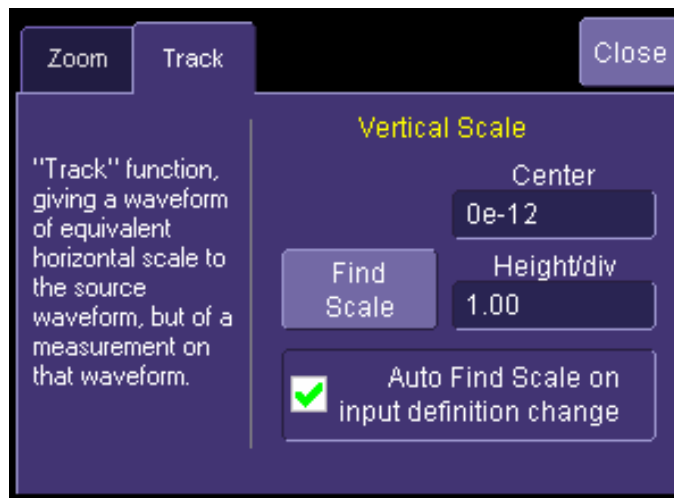 Zoom
Track
Close
"Track" function,
giving a waveform
of equivalent
horizontal scale to
the source
waveform, but of a
measurement on
that waveform.
Vertical Scale
Center
0e-12
Find
Scale
Height/div
1.00
Auto Find Scale on
input definition change